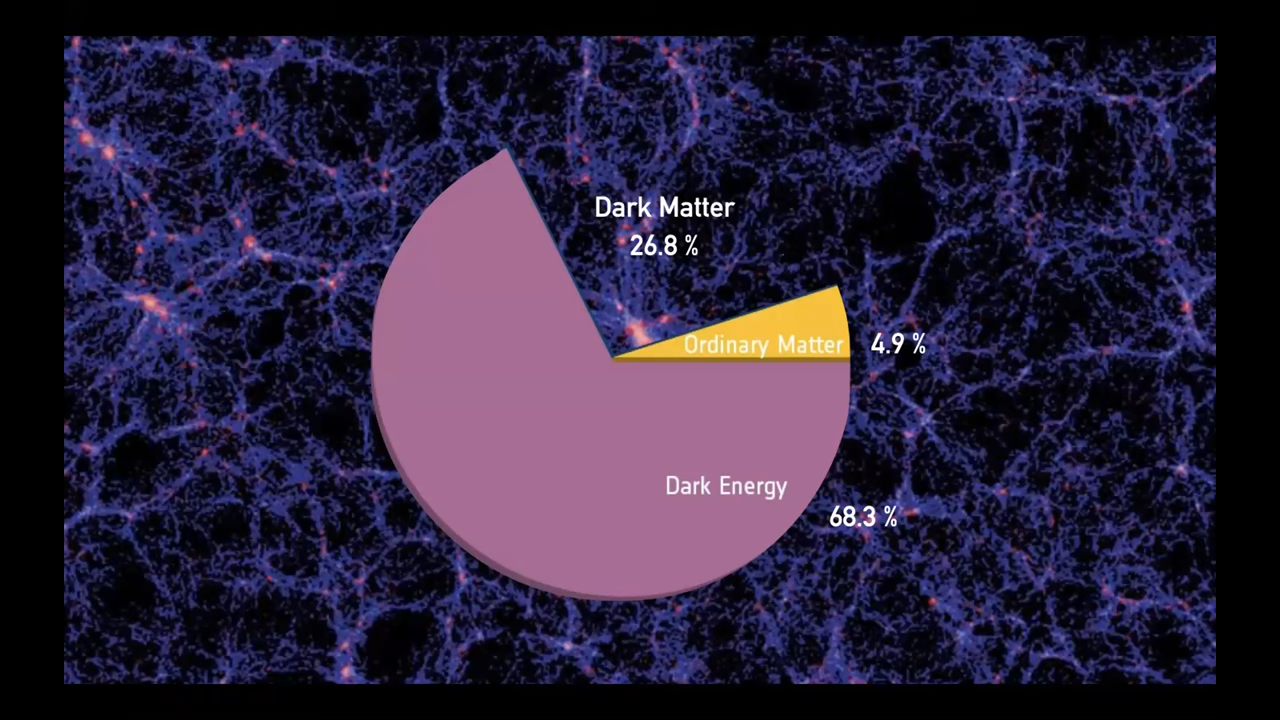 Dark Matter
26.8 %
Ordinary Matter
4.9 %
Dark Energy
68.3 %